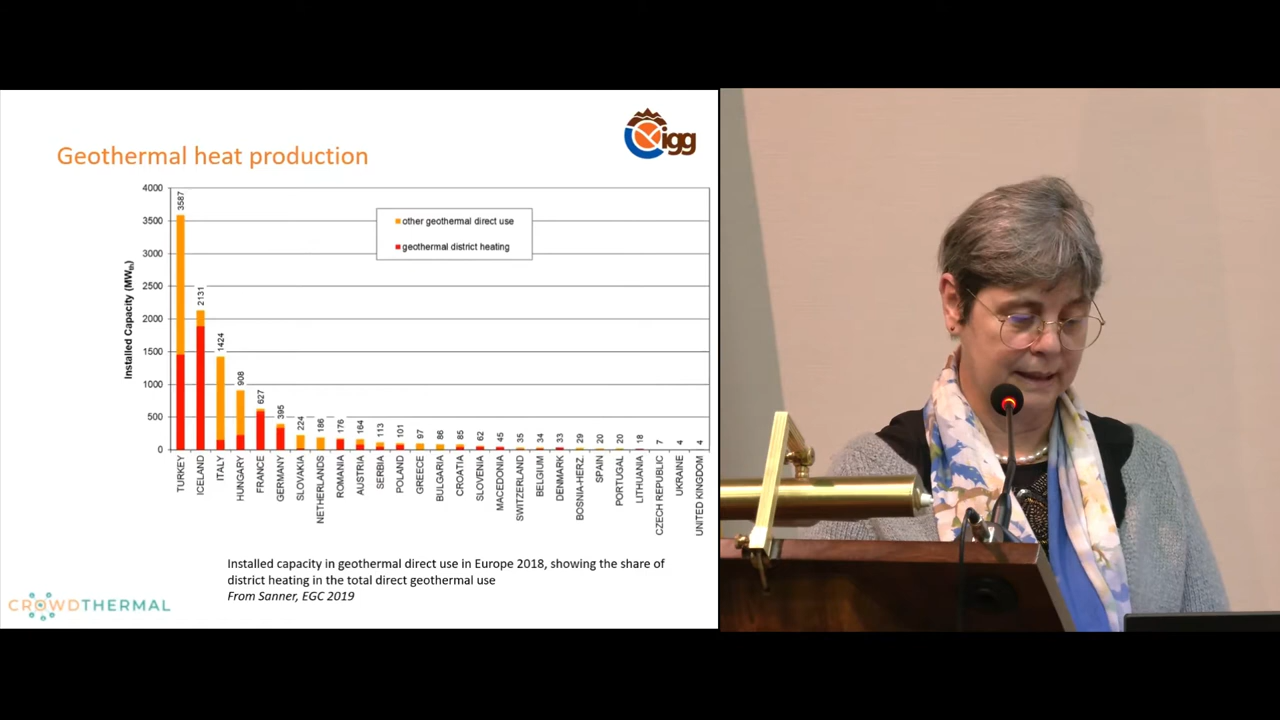 igg
Geothermal heat production
4000
3500
3000
2500
2000
1500
1000
500
0
Installed Capacity (MWth)
other geothermal direct use
geothermal district heating
3587
2131
1424
908
627
395
224
186
176
164
113
101
97
86
85
62
45
35
34
33
29
20
20
18
7
4
4
TURKEY
ICELAND
ITALY
HUNGARY
FRANCE
GERMANY
SLOVAKIA
NETHERLANDS
ROMANIA
AUSTRIA
SERBIA
POLAND
GREECE
BULGARIA
CROATIA
SLOVENIA
MACEDONIA
SWITZERLAND
BELGIUM
DENMARK
BOSNIA-HERZ.
SPAIN
PORTUGAL
LITHUANIA
CZECH REPUBLIC
UKRAINE
UNITED KINGDOM
Installed capacity in geothermal direct use in Europe 2018, showing the share of
district heating in the total direct geothermal use
From Sanner, EGC 2019
CROWDTHERMAL